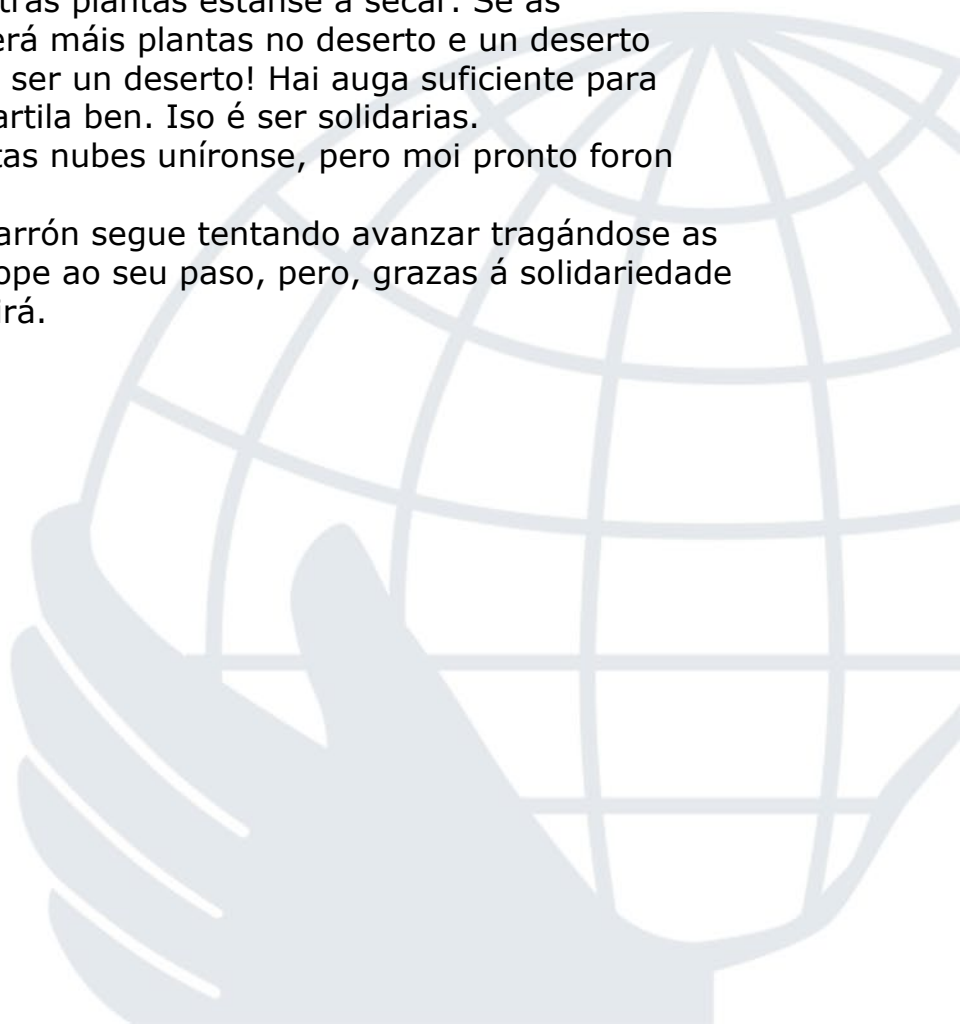 tras plantas estanse a secar. Se as
erá máis plantas no deserto e un deserto
ser un deserto! Hai auga suficiente para
artila ben. Iso é ser solidarias.
tas nubes uníronse, pero moi pronto foron
arrón segue tentando avanzar tragándose as
ope ao seu paso, pero, grazas á solidariedade
irá.